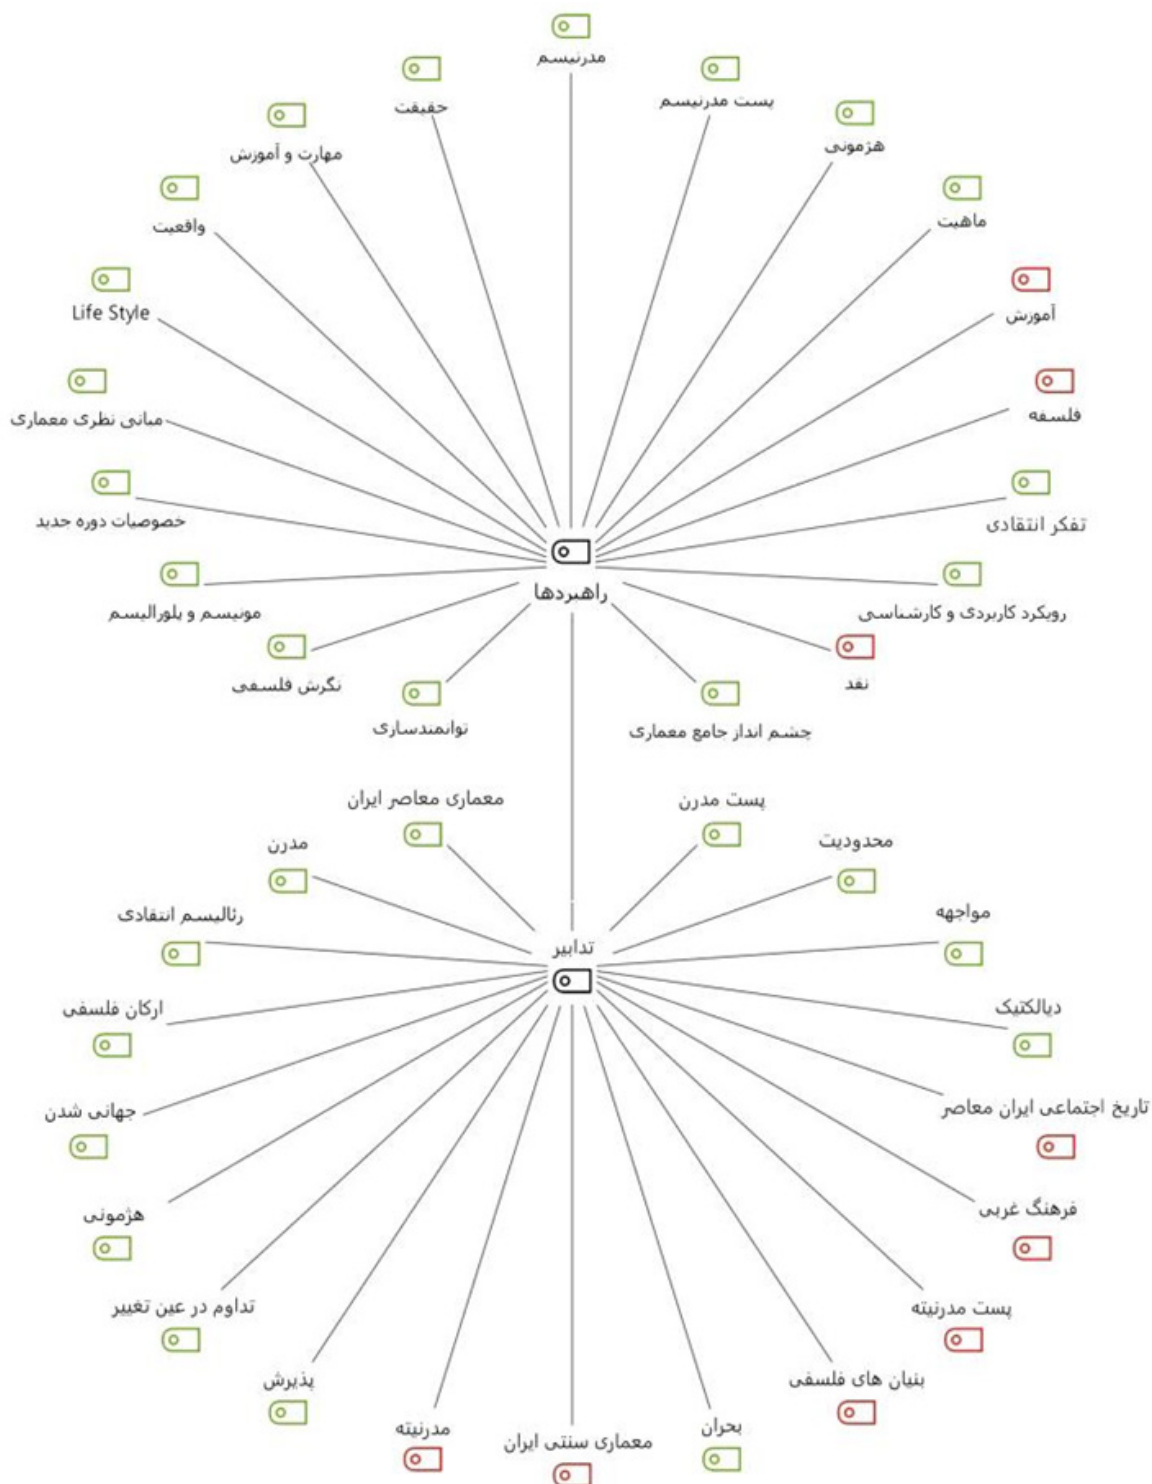 مدرنیسم
پست مدرنیسم
حقیقت
هژمونی
مهارت و آموزش
ماهیت
واقعیت
آموزش
Life Style
فلسفه
مبانی نظری معماری
تفکر انتقادی
خصوصیات دوره جدید
راهبردها
رویکرد کاربردی و کارشناسی
مونیسم و پلورالیسم
نقد
نگرش فلسفی
چشم انداز جامع معماری
توانمندسازی
پست مدرن
معماری معاصر ایران
محدودیت
مدرن
مواجهه
رئالیسم انتقادی
تدابیر
دیالکتیک
ارکان فلسفی
تاریخ اجتماعی ایران معاصر
جهانی شدن
فرهنگ غربی
هژمونی
پست مدرنیته
تداوم در عین تغییر
بنیان های فلسفی
پذیرش
بحران
مدرنیته
معماری سنتی ایران